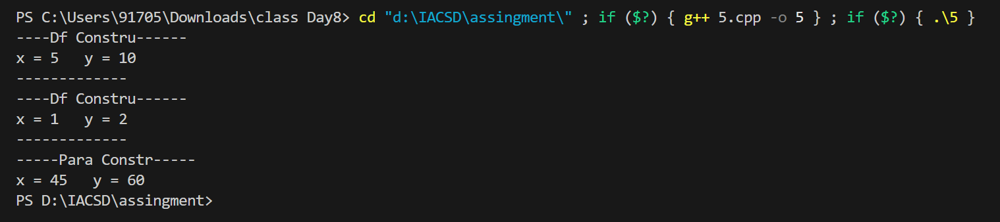 PS C:\Users\91705\Downloads\class Day8> cd "d:\IACSD\assingment\" ; if ($?) { g++ 5.cpp -o 5 } ; if ($?) { .\5 }
----Df Constru------
x = 5   y = 10
-------------
----Df Constru------
x = 1   y = 2
-------------
-----Para Constr-----
x = 45   y = 60
PS D:\IACSD\assingment>